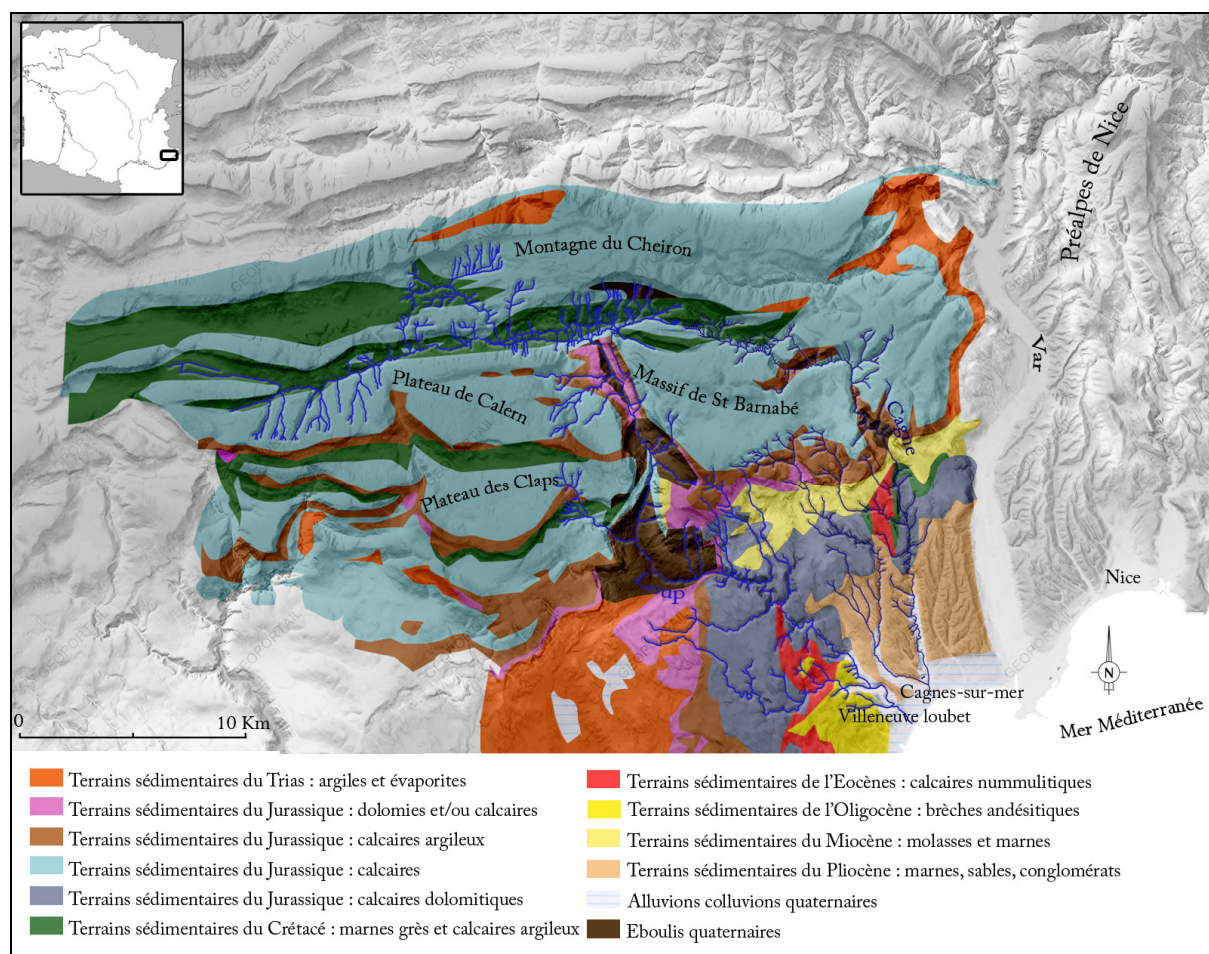 Montagne du Cheiron
Préalpes de Nice
Var
Plateau de Calern
Massif de St Barnabé
Cagne
Plateau des Claps
Loup
Nice
N
Cagnes-sur-mer
Villeneuve loubet
Mer Méditerranée
0
10 Km
GEOPORTAIL
Terrains sédimentaires du Trias : argiles et évaporites
Terrains sédimentaires du Jurassique : dolomies et/ou calcaires
Terrains sédimentaires du Jurassique : calcaires argileux
Terrains sédimentaires du Jurassique : calcaires
Terrains sédimentaires du Jurassique : calcaires dolomitiques
Terrains sédimentaires du Crétacé : marnes grès et calcaires argileux
Terrains sédimentaires de l'Eocènes : calcaires nummulitiques
Terrains sédimentaires de l'Oligocène : brèches andésitiques
Terrains sédimentaires du Miocène : molasses et marnes
Terrains sédimentaires du Pliocène : marnes, sables, conglomérats
Alluvions colluvions quaternaires
Eboulis quaternaires